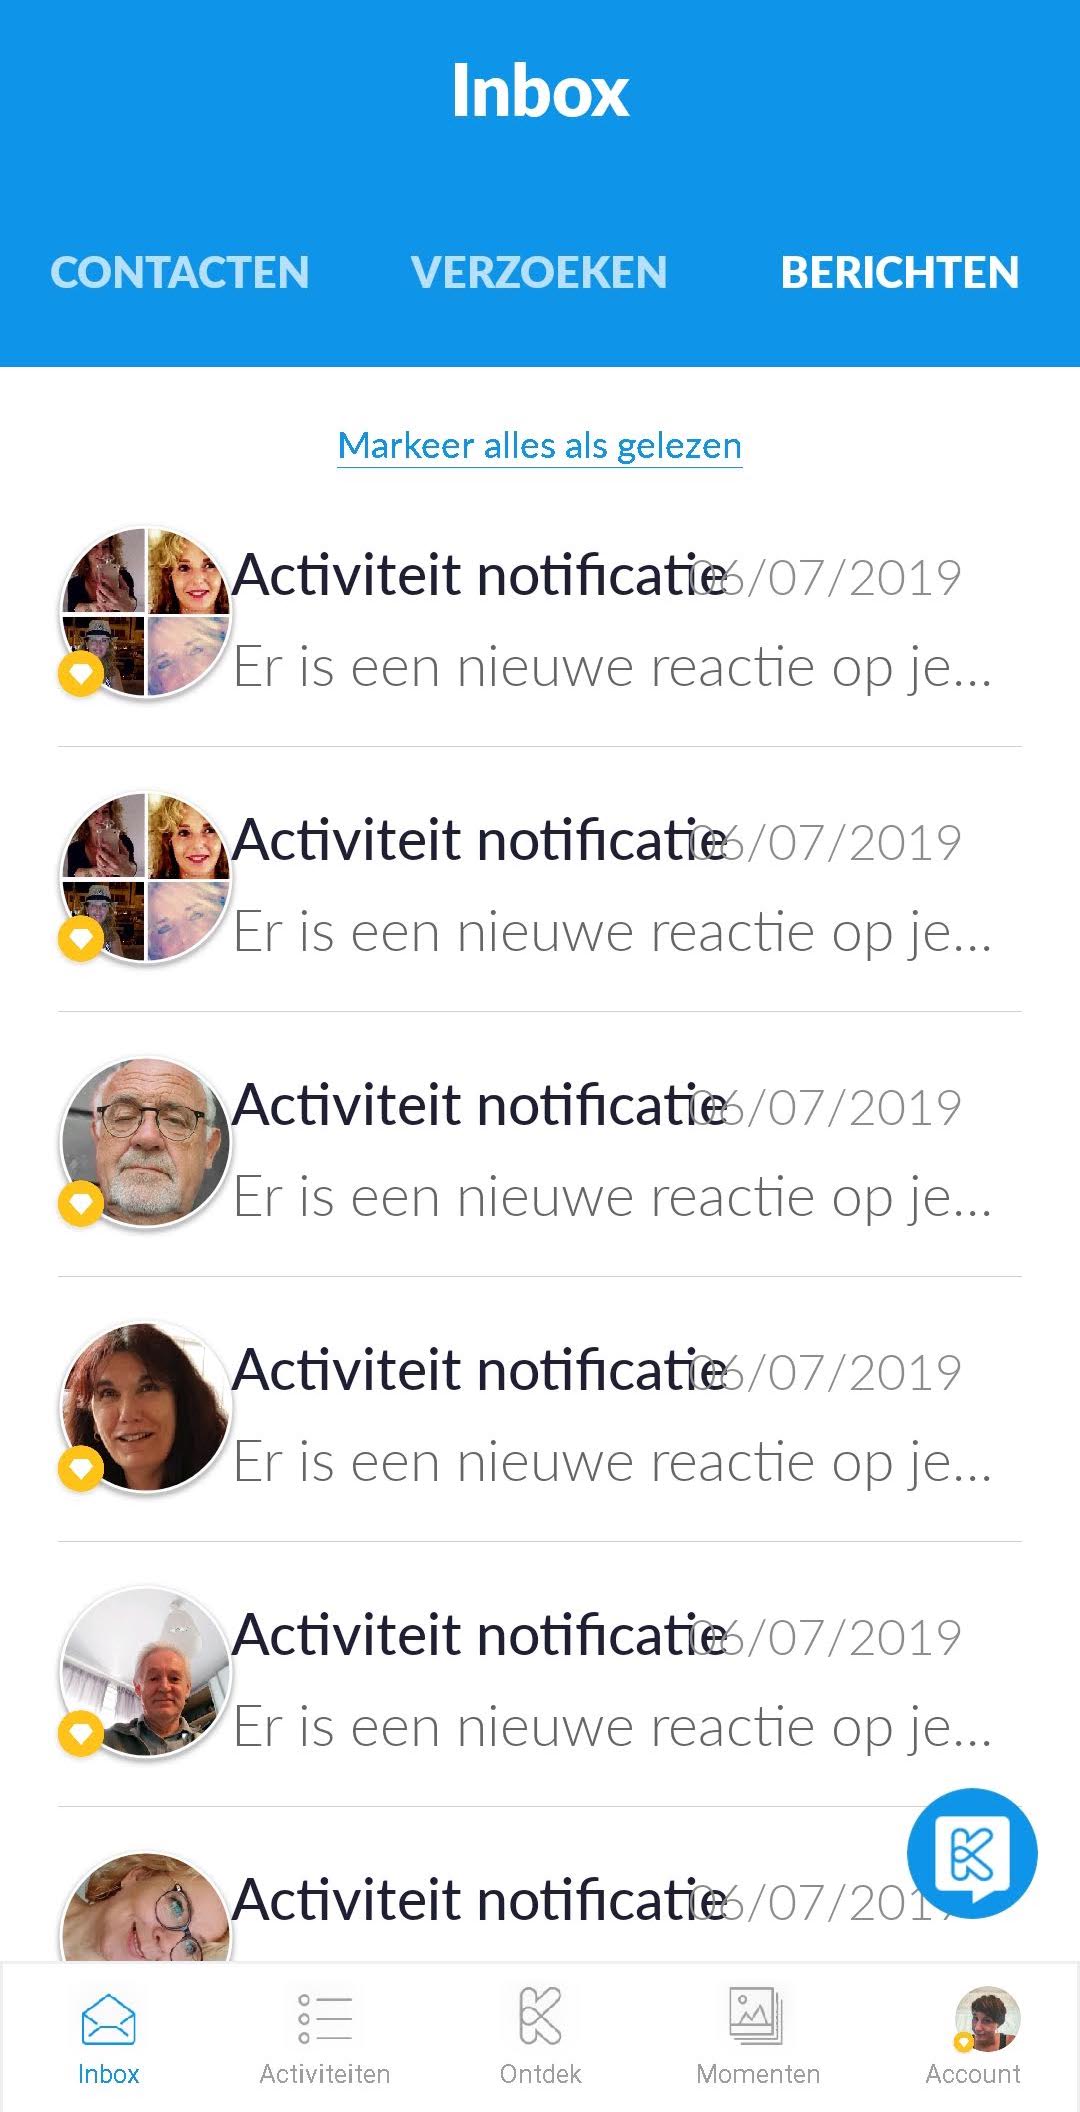 Inbox
CONTACTEN VERZOEKEN BERICHTEN
Markeer alles als gelezen
Activiteit notificatie 06/07/2019
Er is een nieuwe reactie op je...
Activiteit notificatie 06/07/2019
Er is een nieuwe reactie op je...
Activiteit notificatie 06/07/2019
Er is een nieuwe reactie op je...
Activiteit notificatie 06/07/2019
Er is een nieuwe reactie op je...
Activiteit notificatie 06/07/2019
Er is een nieuwe reactie op je...
Activiteit notificatie 06/07/201
Inbox Activiteiten Ontdek Momenten Account